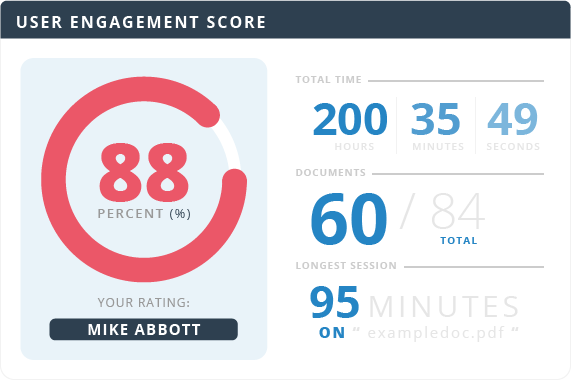 USER ENGAGEMENT SCORE
88
PERCENT (%)
YOUR RATING:
MIKE ABBOTT
TOTAL TIME
200 35 49
HOURS MINUTES SECONDS
DOCUMENTS
60 / 84
TOTAL
LONGEST SESSION
95 MINUTES
ON “ exampledoc.pdf “